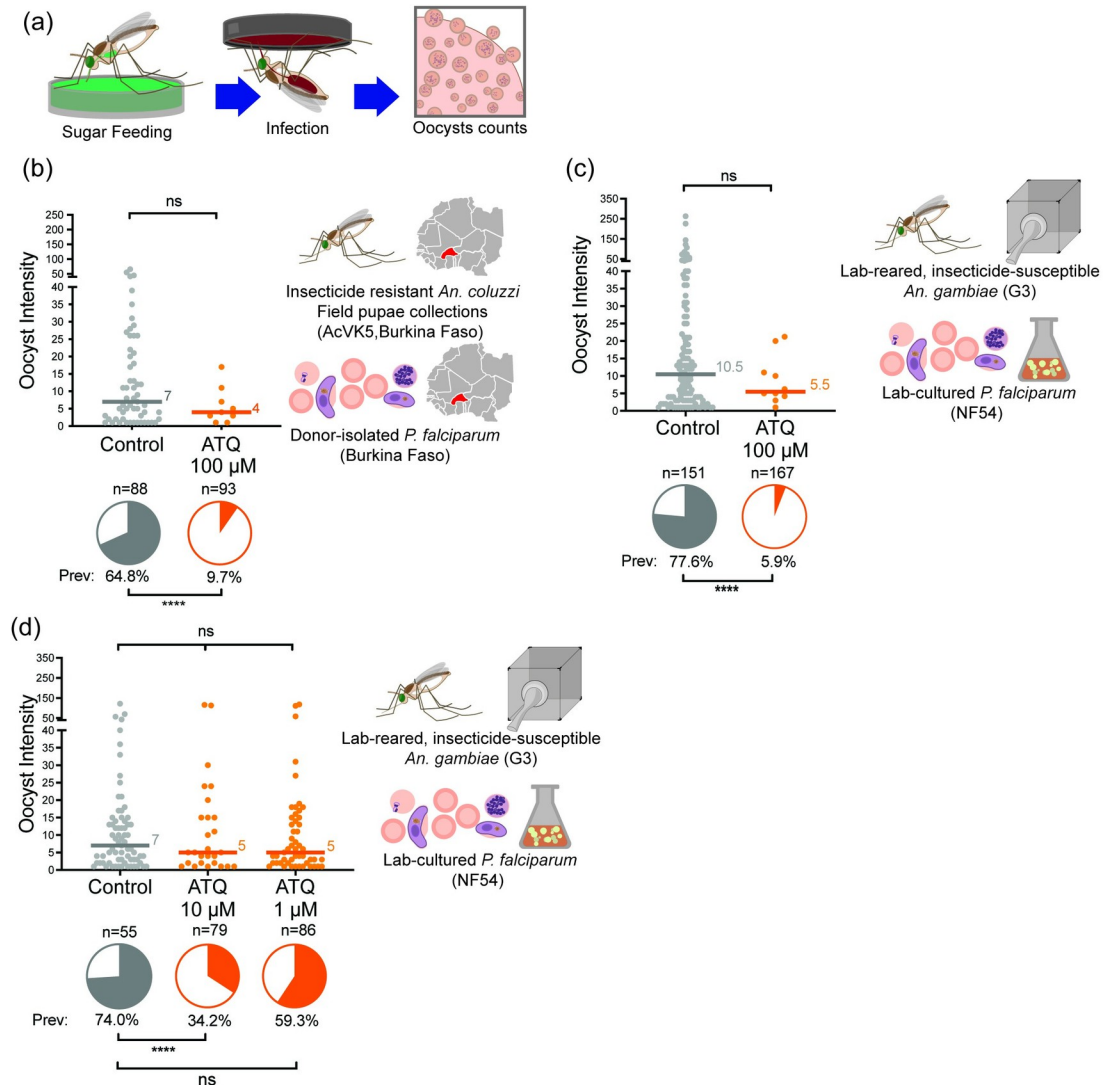 (a)
Sugar Feeding
Infection
Oocysts counts
(b)
ns
Oocyst Intensity
250
200
150
100
50
40
35
30
25
20
15
10
5
0
7
4
Control
ATQ
100 µM
n=88
n=93
Prev:
64.8%
9.7%
****
Insecticide resistant An. coluzzi
Field pupae collections
(AcVK5,Burkina Faso)
Donor-isolated P. falciparum
(Burkina Faso)
(c)
ns
Oocyst Intensity
350
250
150
50
40
35
30
25
20
15
10
5
0
10.5
5.5
Control
ATQ
100 µM
n=151
n=167
Prev:
77.6%
5.9%
****
Lab-reared, insecticide-susceptible
An. gambiae (G3)
Lab-cultured P. falciparum
(NF54)
(d)
ns
Oocyst Intensity
350
250
150
50
40
35
30
25
20
15
10
5
0
7
5
5
Control
ATQ
10 µM
ATQ
1 µM
n=55
n=79
n=86
Prev:
74.0%
34.2%
59.3%
****
ns
Lab-reared, insecticide-susceptible
An. gambiae (G3)
Lab-cultured P. falciparum
(NF54)